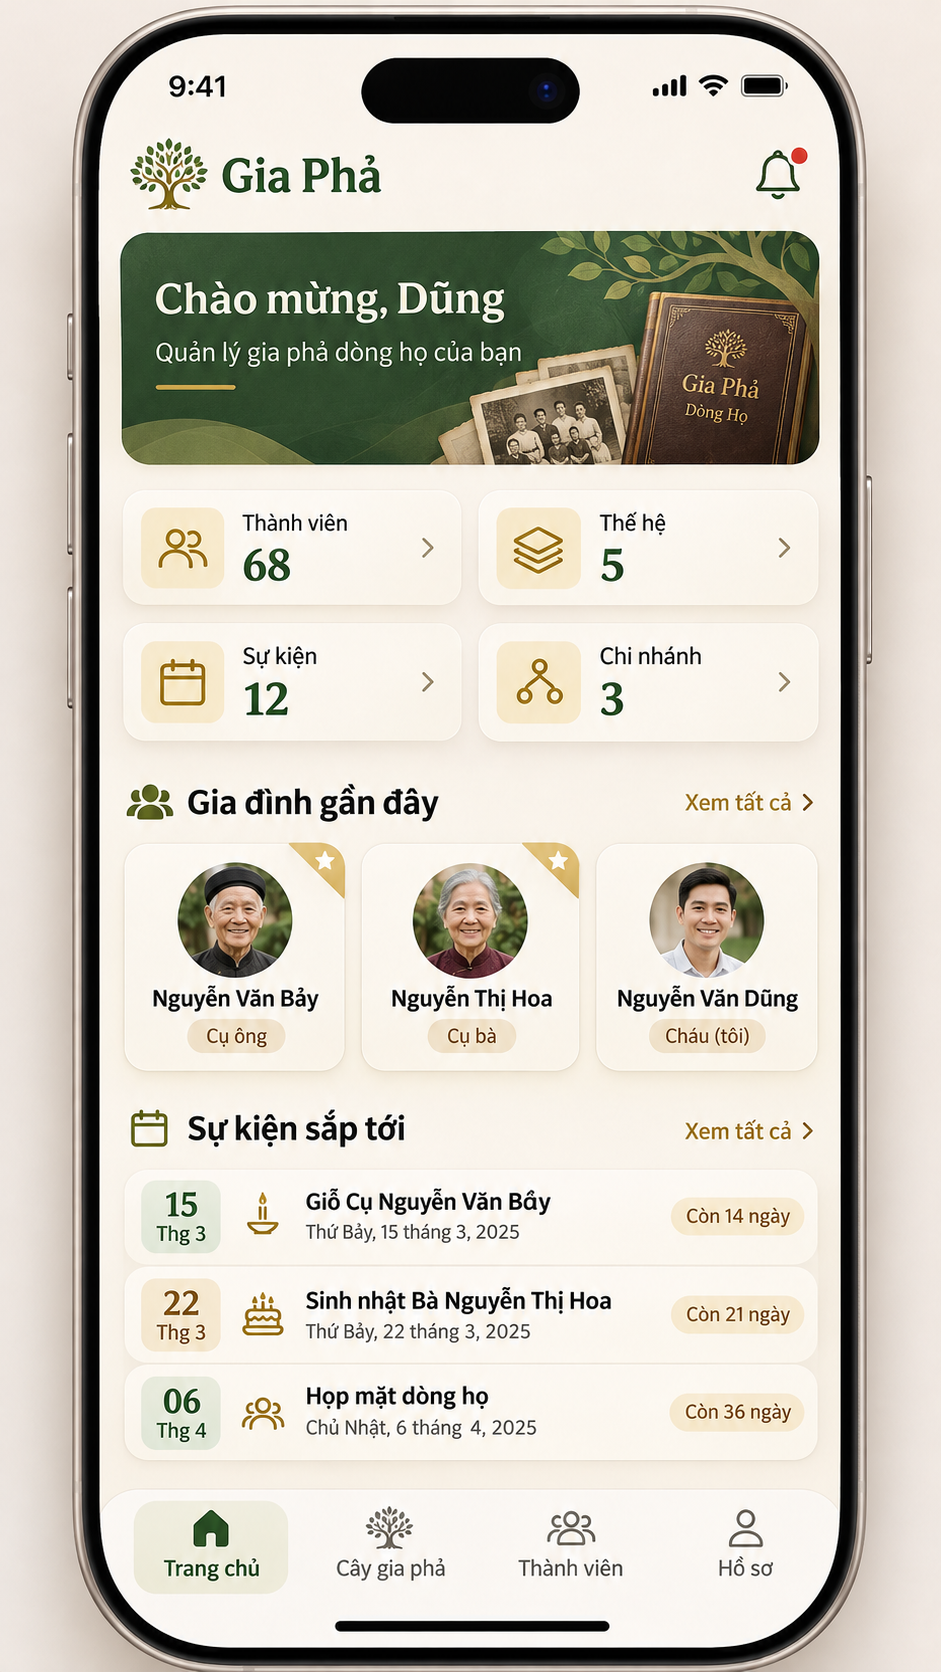 9:41
Gia Phả
Chào mừng, Dũng
Quản lý gia phả dòng họ của bạn
Gia Phả
Dòng Họ
Thành viên
68
Thế hệ
5
Sự kiện
12
Chi nhánh
3
Gia đình gần đây
Xem tất cả
Nguyễn Văn Bảy
Cụ ông
Nguyễn Thị Hoa
Cụ bà
Nguyễn Văn Dũng
Cháu (tôi)
Sự kiện sắp tới
Xem tất cả
15
Thg 3
Giỗ Cụ Nguyễn Văn Bẩy
Thứ Bảy, 15 tháng 3, 2025
Còn 14 ngày
22
Thg 3
Sinh nhật Bà Nguyễn Thị Hoa
Thứ Bảy, 22 tháng 3, 2025
Còn 21 ngày
06
Thg 4
Họp mặt dòng họ
Chủ Nhật, 6 tháng 4, 2025
Còn 36 ngày
Trang chủ
Cây gia phả
Thành viên
Hồ sơ